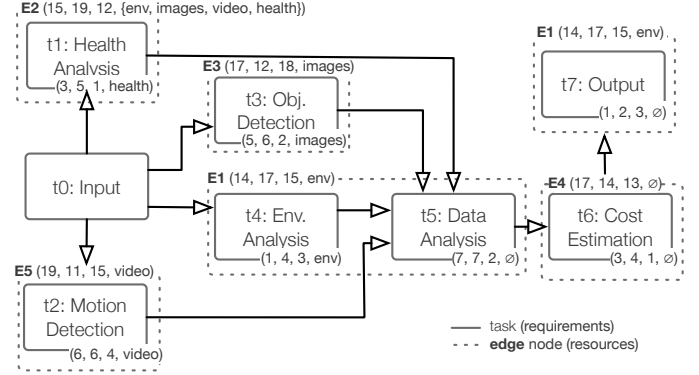 E2 (15, 19, 12, {env, images, video, health})
t1: Health
Analysis
(3, 5, 1, health)
E3 (17, 12, 18, images)
t3: Obj.
Detection
(5, 6, 2, images)
E1 (14, 17, 15, env)
t7: Output
(1, 2, 3, ∅)
t0: Input
E1 (14, 17, 15, env)
t4: Env.
Analysis
(1, 4, 3, env)
t5: Data
Analysis
(7, 7, 2, ∅)
E4 (17, 14, 13, ∅)
t6: Cost
Estimation
(3, 4, 1, ∅)
E5 (19, 11, 15, video)
t2: Motion
Detection
(6, 6, 4, video)
task (requirements)
edge node (resources)